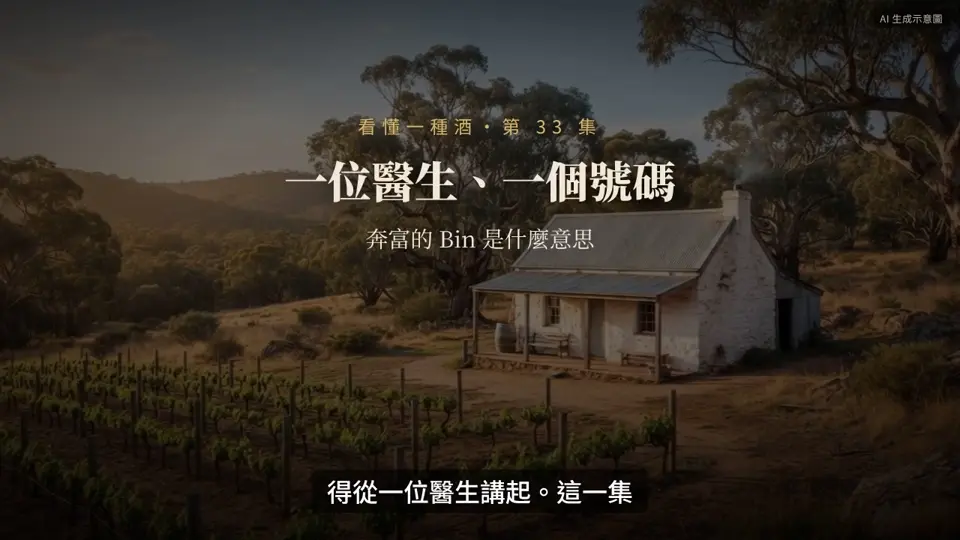 AI 生成示意圖
看懂一種酒・第 33 集
一位醫生、一個號碼
奔富的 Bin 是什麼意思
得從一位醫生講起。這一集